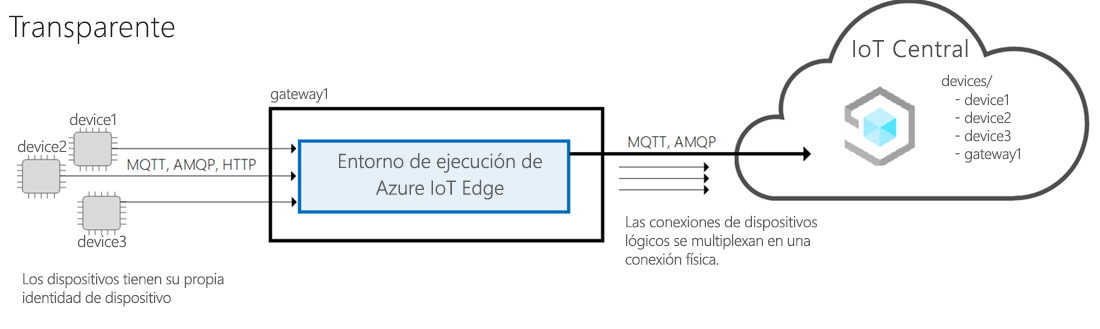 Transparente
gateway1
device1
device2
device3
MQTT, AMQP, HTTP
Los dispositivos tienen su propia
identidad de dispositivo
Entorno de ejecución de
Azure IoT Edge
MQTT, AMQP
Las conexiones de dispositivos
lógicos se multiplexan en una
conexión física.
IoT Central
devices/
- device1
- device2
- device3
- gateway1